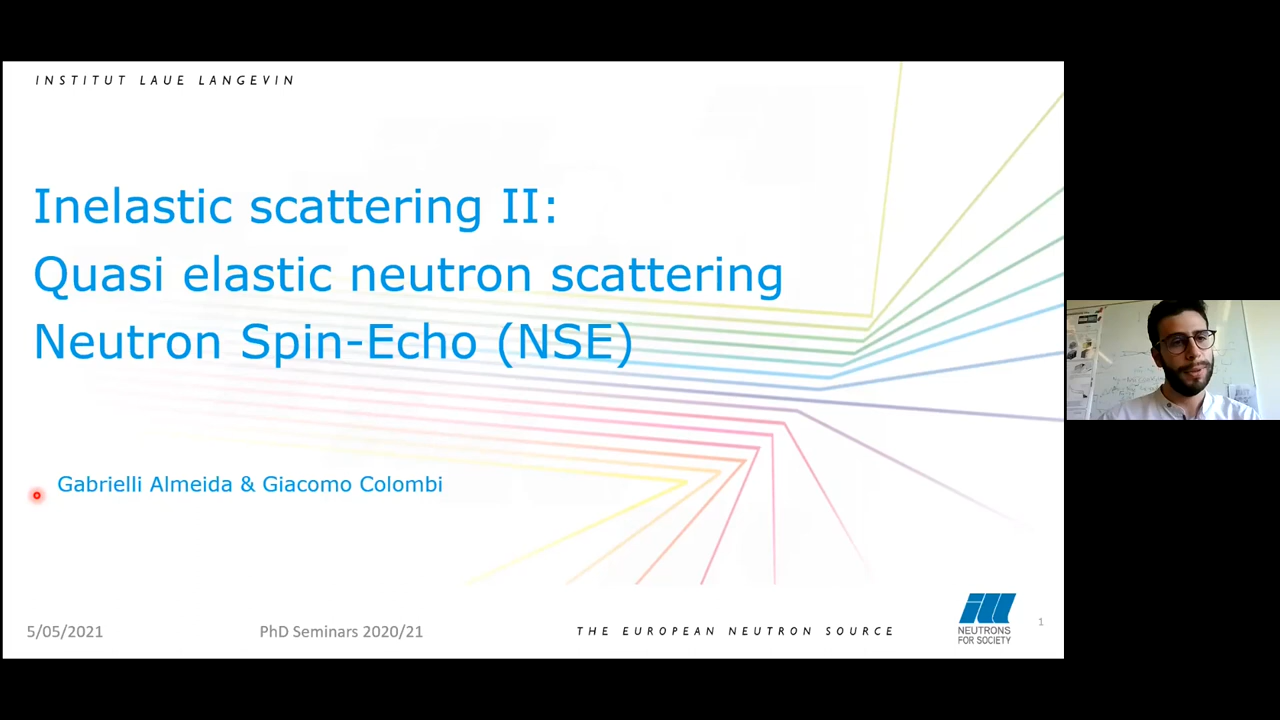 INSTITUT LAUE LANGEVIN
Inelastic scattering II:
Quasi elastic neutron scattering
Neutron Spin-Echo (NSE)
Gabrielli Almeida & Giacomo Colombi
5/05/2021
PhD Seminars 2020/21
THE EUROPEAN NEUTRON SOURCE
ill
NEUTRONS
FOR SOCIETY
1